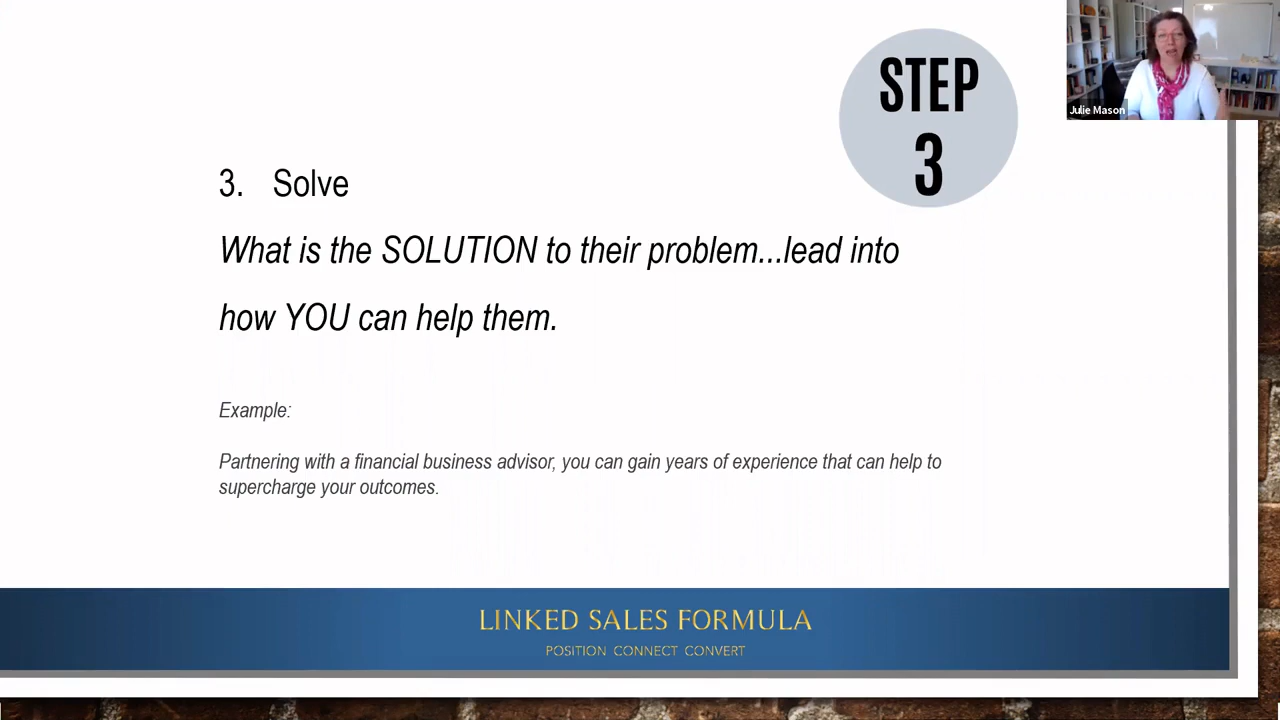 STEP
3
Julie Mason
3. Solve
What is the SOLUTION to their problem...lead into
how YOU can help them.
Example:
Partnering with a financial business advisor, you can gain years of experience that can help to
supercharge your outcomes.
LINKED SALES FORMULA
POSITION CONNECT CONVERT